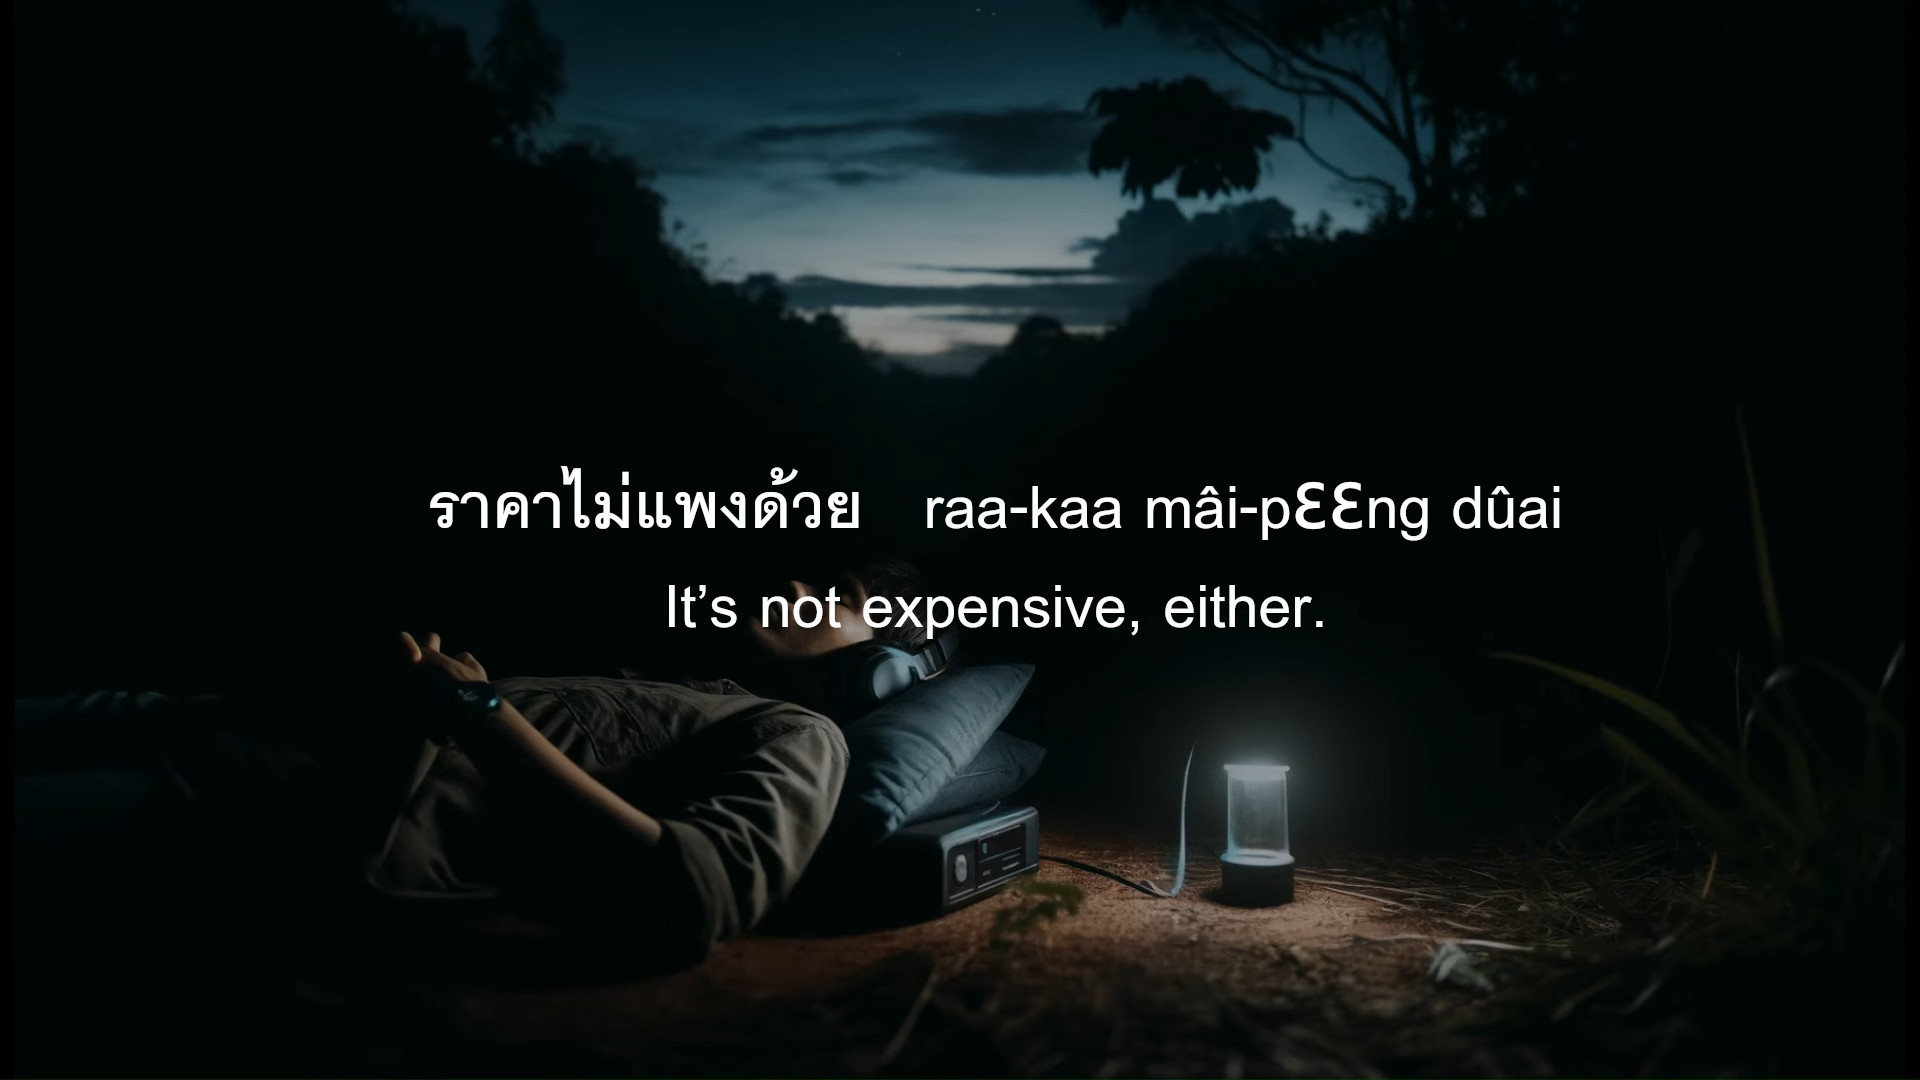 ราคาไม่แพงด้วย raa-kaa mâi-pƐƐng dûai
It’s not expensive, either.